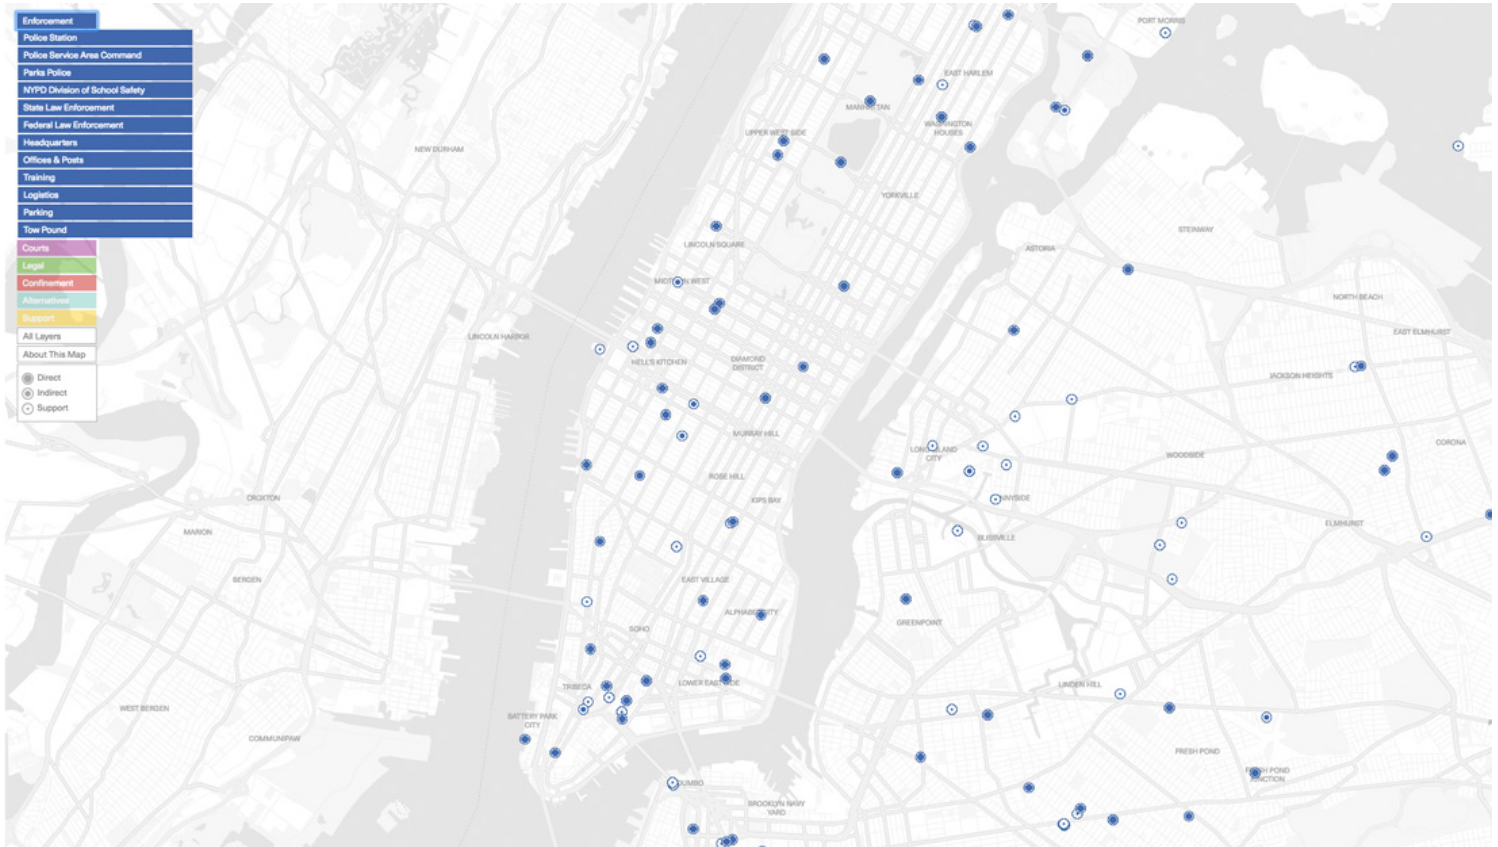 Enforcement
Police Station
Police Service Area Command
Parks Police
NYPD Division of School Safety
State Law Enforcement
Federal Law Enforcement
Headquarters
Offices & Posts
Training
Logistics
Parking
Tow Pound
Courts
Legal
Confinement
Alternatives
Support
All Layers
About This Map
Direct
Indirect
Support
PORT MORRIS
EAST HARLEM
MANHATTAN
WASHINGTON
HOUSES
UPPER WEST SIDE
NEW DURHAM
YORKVILLE
STEINWAY
LINCOLN SQUARE
ASTORIA
MIDTOWN WEST
NORTH BEACH
EAST ELMHURST
LINCOLN HARBOR
HELL'S KITCHEN
DIAMOND
DISTRICT
JACKSON HEIGHTS
MURRAY HILL
CORONA
LONG ISLAND
CITY
WOODSIDE
ROSE HILL
CROXTON
KIPS BAY
SUNNYSIDE
ELMHURST
MARION
BLISSVILLE
BERGEN
EAST VILLAGE
ALPHABET CITY
GREENPOINT
SOHO
TRIBECA
LOWER EAST SIDE
LINDEN HILL
WEST BERGEN
BATTERY PARK
CITY
COMMUNIPAW
FRESH POND
FRESH POND
JUNCTION
DUMBO
BROOKLYN NAVY
YARD